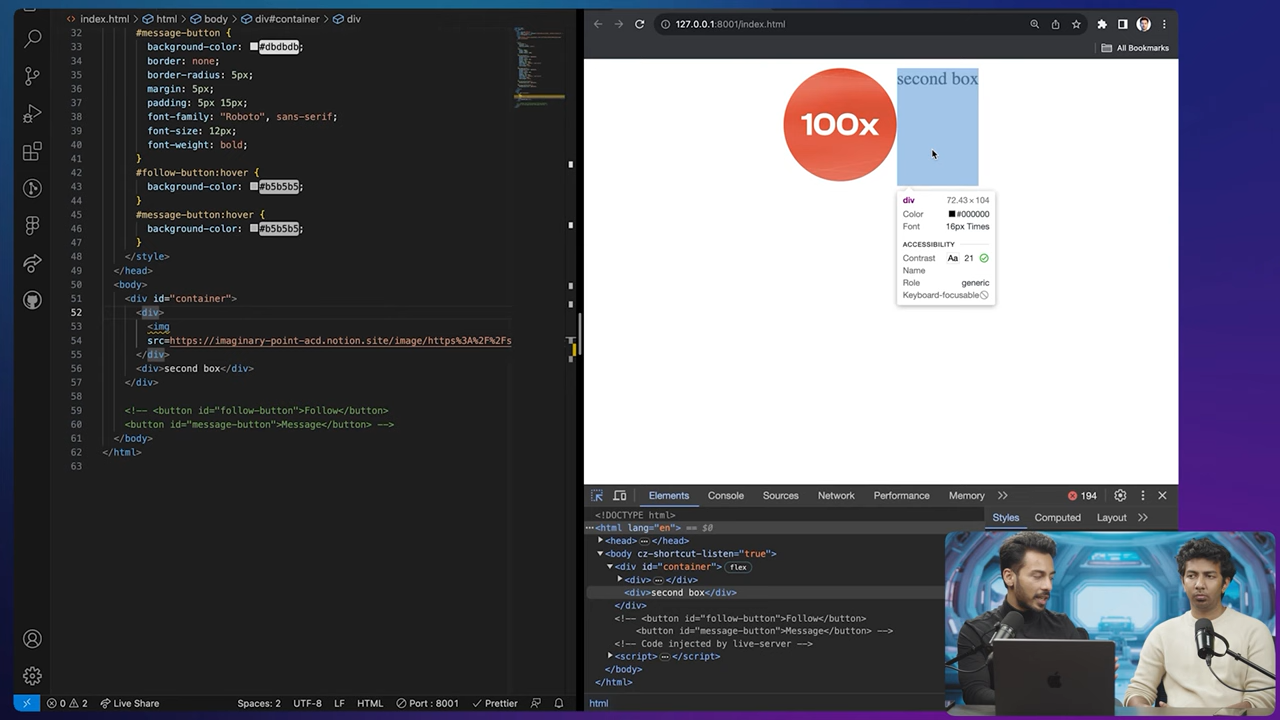 index.html > html > body > div#container > div
32 #message-button {
33 background-color: #dbdbdb;
34 border: none;
35 border-radius: 5px;
36 margin: 5px;
37 padding: 5px 15px;
38 font-family: "Roboto", sans-serif;
39 font-size: 12px;
40 font-weight: bold;
41 }
42 #follow-button:hover {
43 background-color: #b5b5b5;
44 }
45 #message-button:hover {
46 background-color: #b5b5b5;
47 }
48 </style>
49 </head>
50 <body>
51 <div id="container">
52 <div>
53 <img
54 src=https://imaginary-point-acd.notion.site/image/https%3A%2F%2Fs
55 </div>
56 <div>second box</div>
57 </div>
58
59 <!-- <button id="follow-button">Follow</button>
60 <button id="message-button">Message</button> -->
61 </body>
62 </html>
63
0 2 Live Share Spaces: 2 UTF-8 LF HTML Port : 8001 Prettier
127.0.0.1:8001/index.html
All Bookmarks
100x
second box
div 72.43 × 104
Color #000000
Font 16px Times
ACCESSIBILITY
Contrast Aa 21
Name
Role generic
Keyboard-focusable
Elements Console Sources Network Performance Memory 194
<!DOCTYPE html>
<html lang="en"> == $0
<head> </head>
<body cz-shortcut-listen="true">
<div id="container"> flex
<div> </div>
<div>second box</div>
</div>
<!-- <button id="follow-button">Follow</button>
<button id="message-button">Message</button> -->
<!-- Code injected by live-server -->
<script> </script>
</body>
</html>
html
Styles Computed Layout